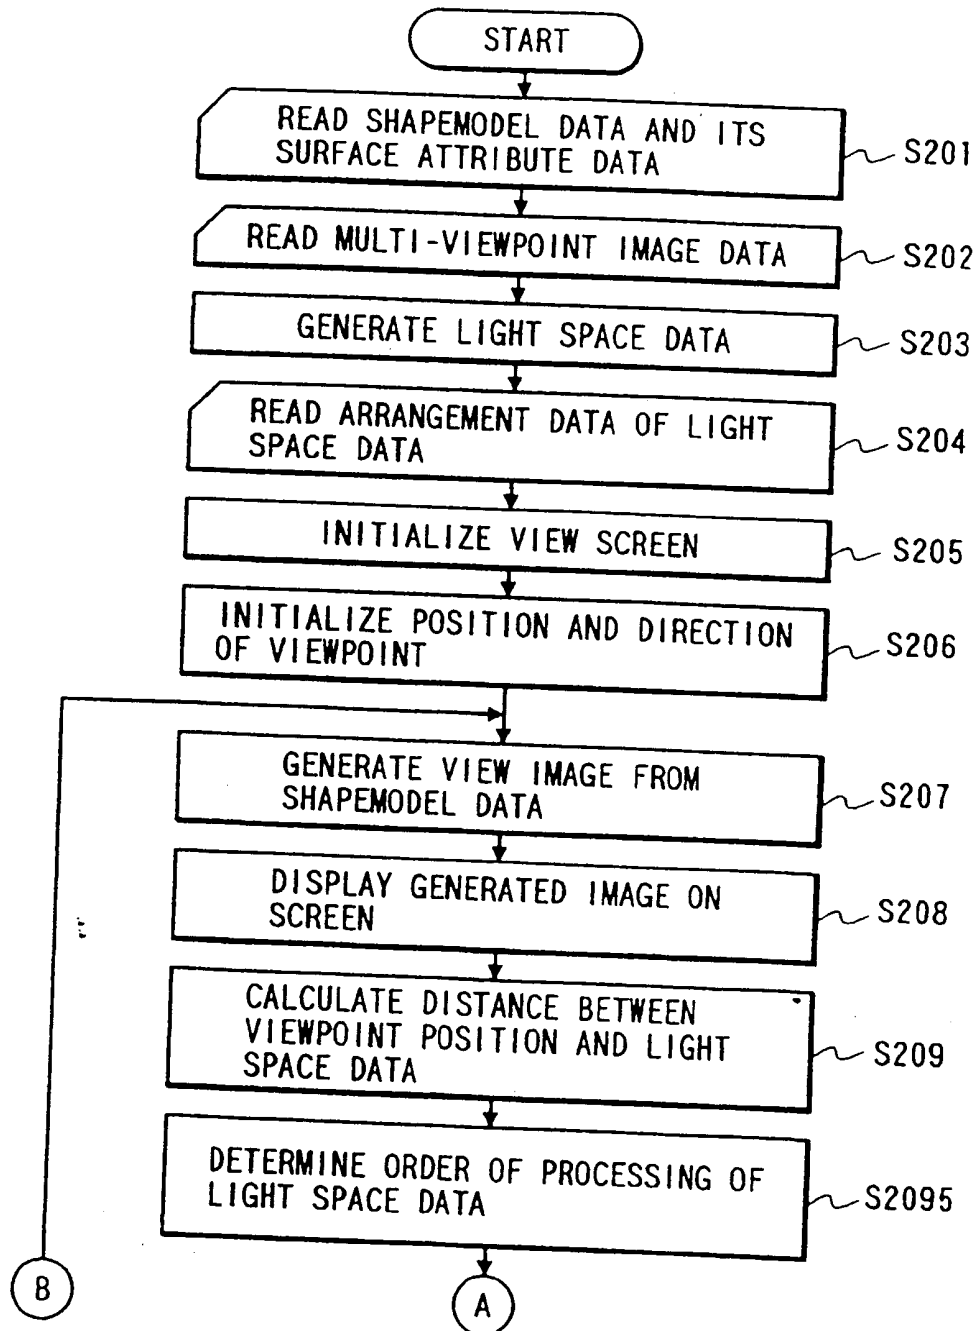 START
READ SHAPEMODEL DATA AND ITS
SURFACE ATTRIBUTE DATA
S201
READ MULTI-VIEWPOINT IMAGE DATA
S202
GENERATE LIGHT SPACE DATA
S203
READ ARRANGEMENT DATA OF LIGHT
SPACE DATA
S204
INITIALIZE VIEW SCREEN
S205
INITIALIZE POSITION AND DIRECTION
OF VIEWPOINT
S206
GENERATE VIEW IMAGE FROM
SHAPEMODEL DATA
S207
DISPLAY GENERATED IMAGE ON
SCREEN
S208
CALCULATE DISTANCE BETWEEN
VIEWPOINT POSITION AND LIGHT
SPACE DATA
S209
DETERMINE ORDER OF PROCESSING OF
LIGHT SPACE DATA
S2095
B
A